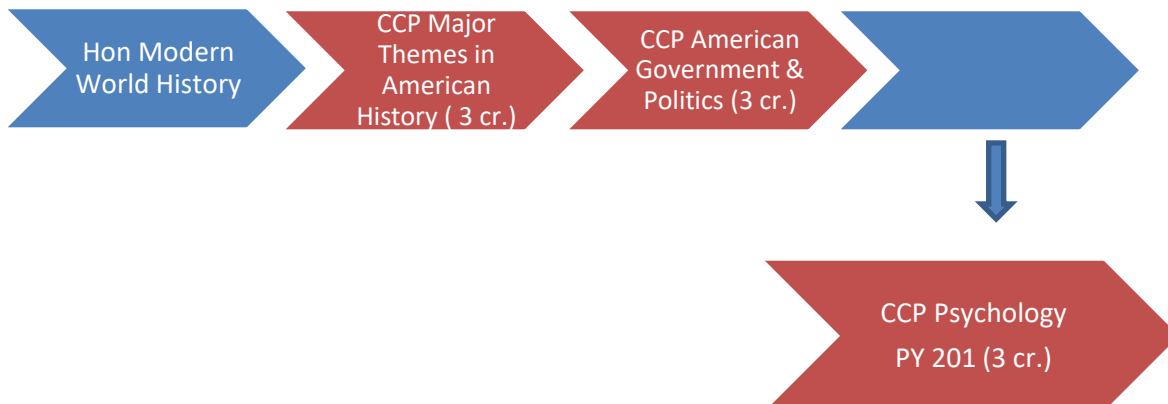 Hon Modern
World History
CCP Major
Themes in
American
History ( 3 cr.)
CCP American
Government &
Politics (3 cr.)
CCP Psychology
PY 201 (3 cr.)